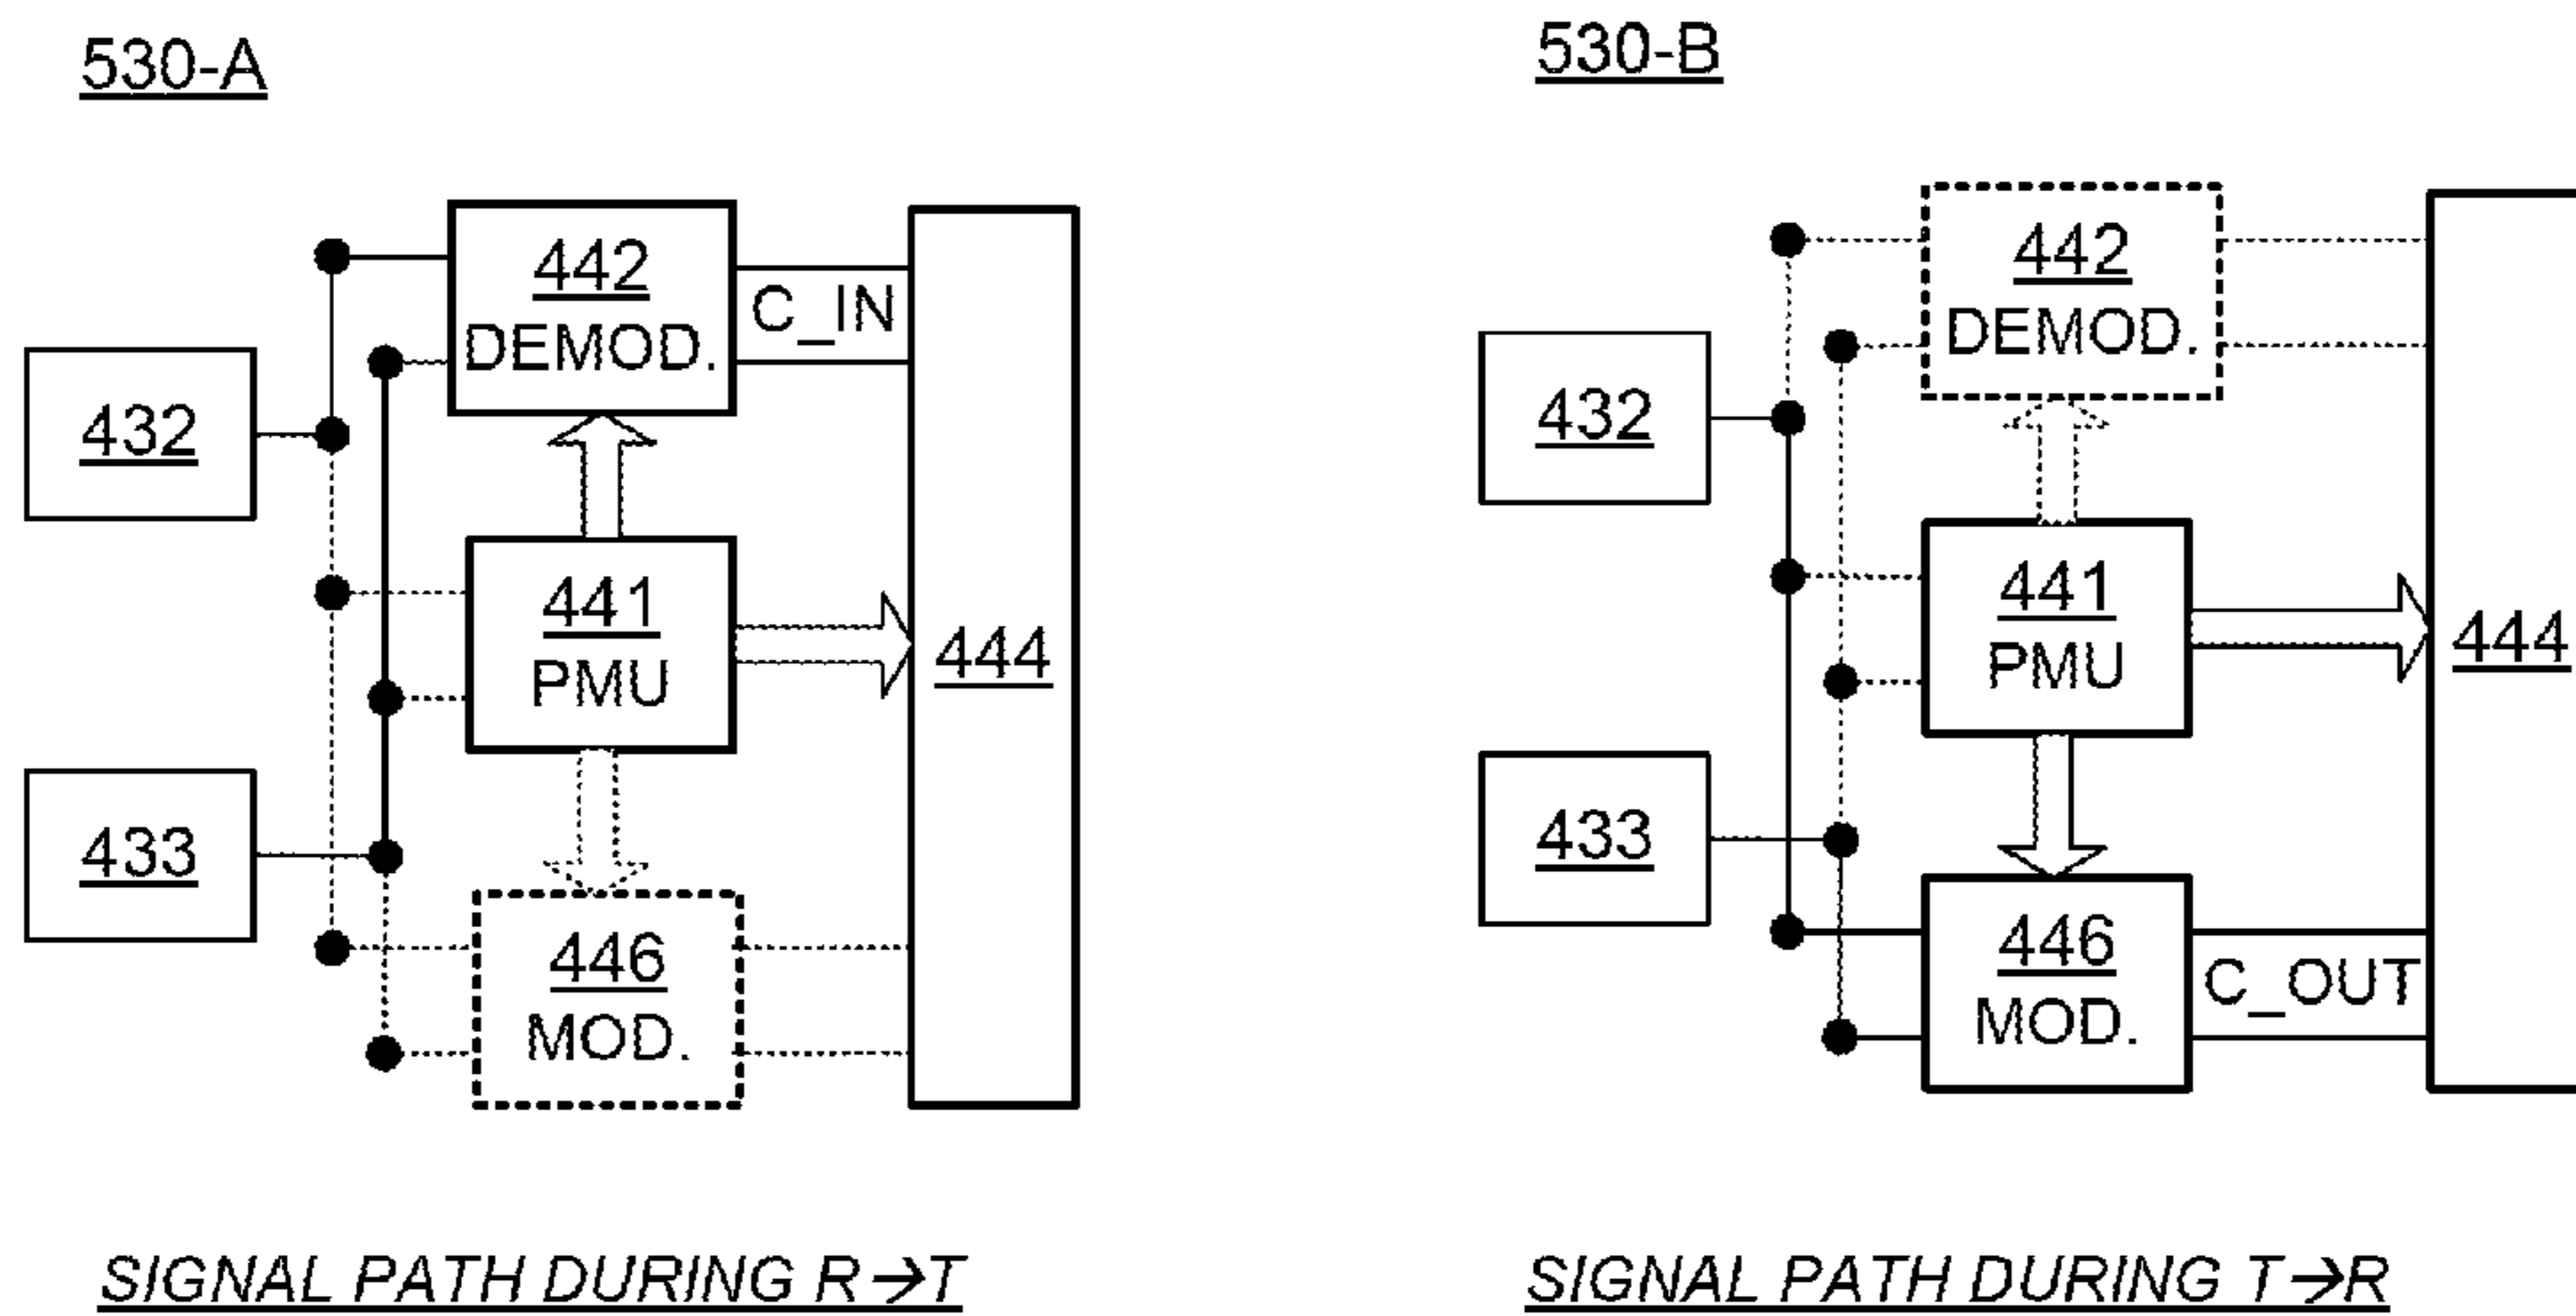 530-A
442
DEMOD.
C_IN
432
441
PMU
444
433
446
MOD.
SIGNAL PATH DURING R→T
530-B
442
DEMOD.
432
441
PMU
444
433
446
MOD.
C_OUT
SIGNAL PATH DURING T→R